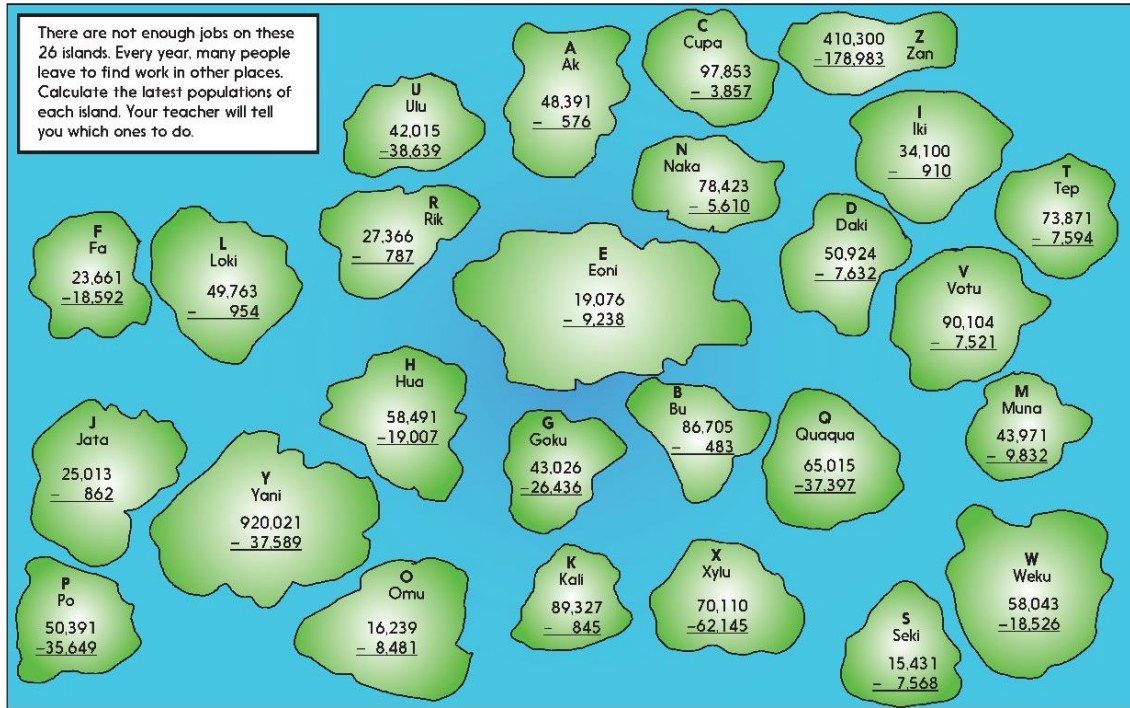 There are not enough jobs on these
26 islands. Every year, many people
leave to find work in other places.
Calculate the latest populations of
each island. Your teacher will tell
you which ones to do.
A
Ak
48,391
– 576
C
Cupa
97,853
– 3,857
410,300
–178,983
Z
Zan
U
Ulu
42,015
–38,639
I
Iki
34,100
– 910
N
Naka
78,423
– 5,610
T
Tep
73,871
– 7,594
R
Rik
27,366
– 787
D
Daki
50,924
– 7,632
F
Fa
23,661
–18,592
L
Loki
49,763
– 954
E
Eoni
19,076
– 9,238
V
Votu
90,104
– 7,521
H
Hua
58,491
–19,007
B
Bu
86,705
– 483
M
Muna
43,971
– 9,832
J
Jata
25,013
– 862
G
Goku
43,026
–26,436
Q
Quaqua
65,015
–37,397
Y
Yani
920,021
– 37,589
P
Po
50,391
–35,649
O
Omu
16,239
– 8,481
K
Kali
89,327
– 845
X
Xylu
70,110
–62,145
W
Weku
58,043
–18,526
S
Seki
15,431
– 7,568